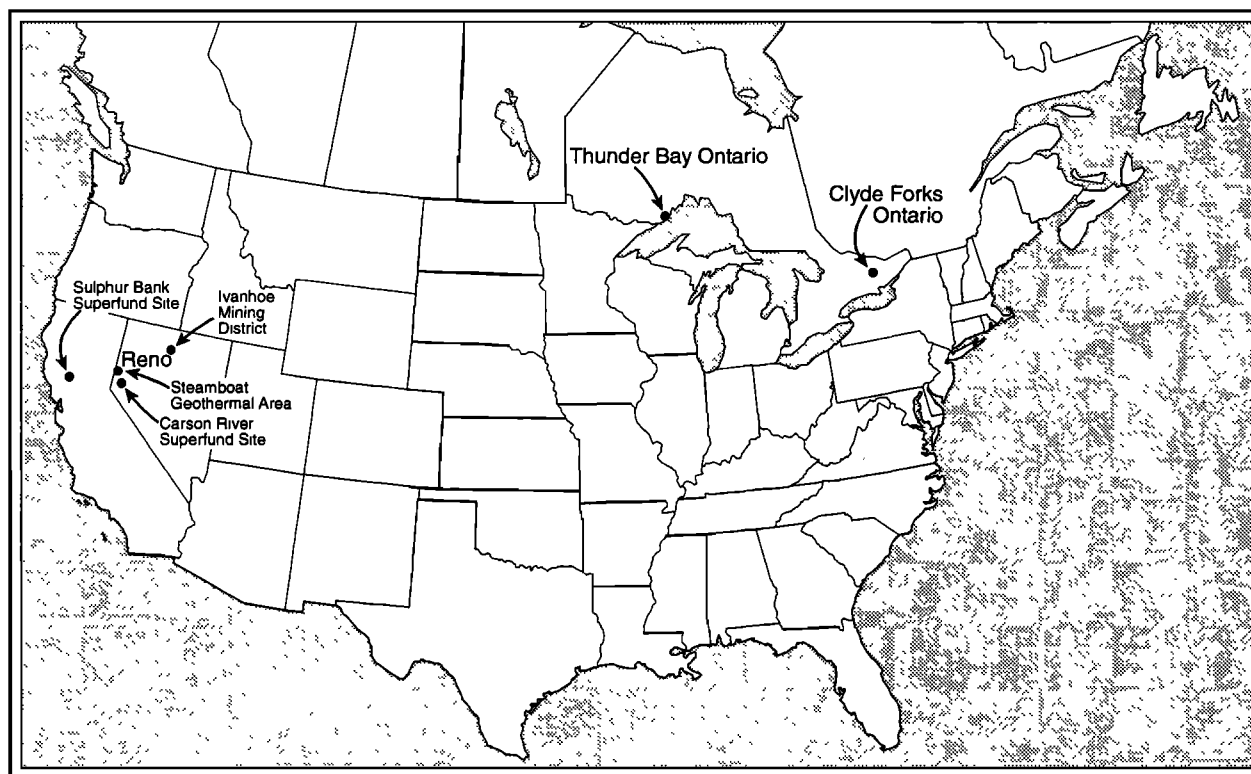 Thunder Bay Ontario
Clyde Forks
Ontario
Sulphur Bank
Superfund Site
Ivanhoe
Mining
District
Reno
Steamboat
Geothermal Area
Carson River
Superfund Site